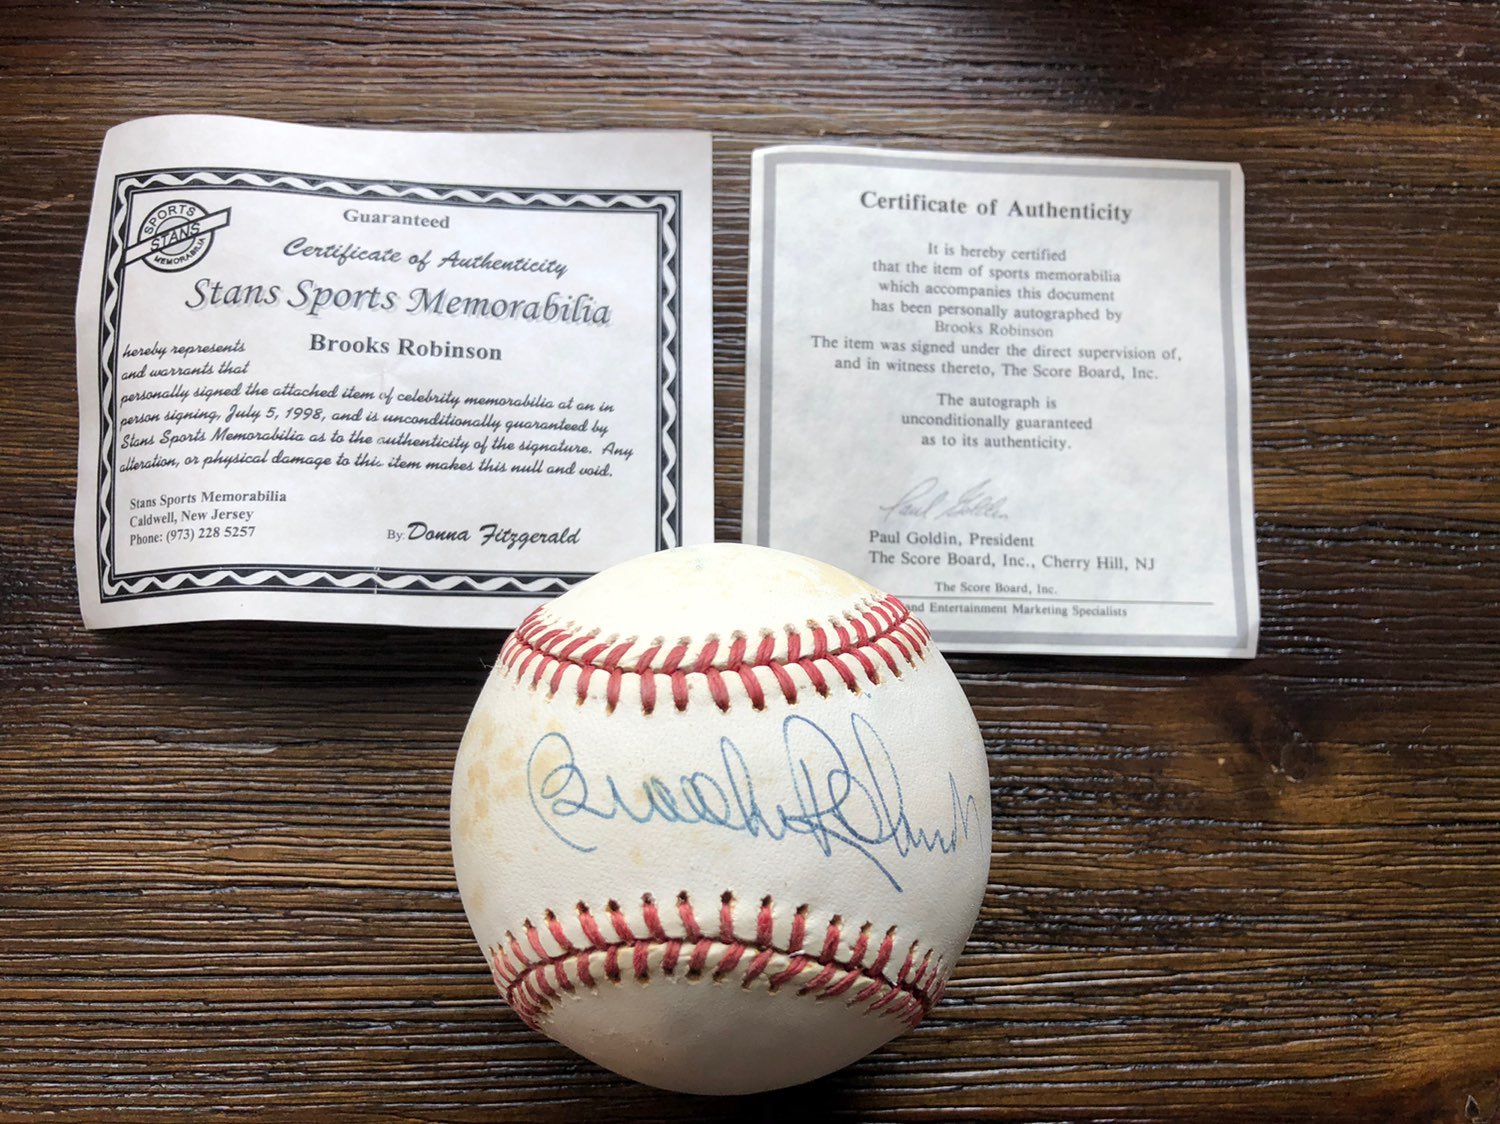 SPORTS
STANS
MEMORABILIA
Guaranteed
Certificate of Authenticity
Stans Sports Memorabilia
hereby represents
Brooks Robinson
and warrants that
personally signed the attached item of celebrity memorabilia at an in
person signing, July 5, 1998, and is unconditionally guaranteed by
Stans Sports Memorabilia as to the authenticity of the signature. Any
alteration, or physical damage to this item makes this null and void.
Stans Sports Memorabilia
Caldwell, New Jersey
Phone: (973) 228 5257
By: Donna Fitzgerald
Certificate of Authenticity
It is hereby certified
that the item of sports memorabilia
which accompanies this document
has been personally autographed by
Brooks Robinson
The item was signed under the direct supervision of,
and in witness thereto, The Score Board, Inc.
The autograph is
unconditionally guaranteed
as to its authenticity.
Paul Goldin
Paul Goldin, President
The Score Board, Inc., Cherry Hill, NJ
The Score Board, Inc.
and Entertainment Marketing Specialists
Brooks Robinson